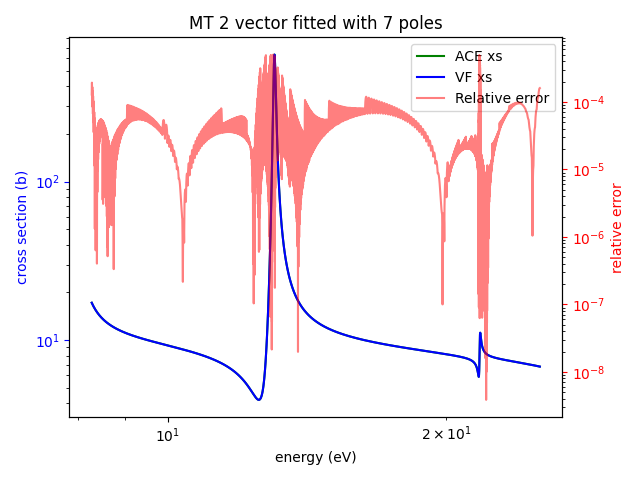 MT 2 vector fitted with 7 poles
ACE xs
VF xs
Relative error
cross section (b)
10²
10¹
10⁻⁴
10⁻⁵
10⁻⁶
10⁻⁷
10⁻⁸
relative error
10¹
2 × 10¹
energy (eV)